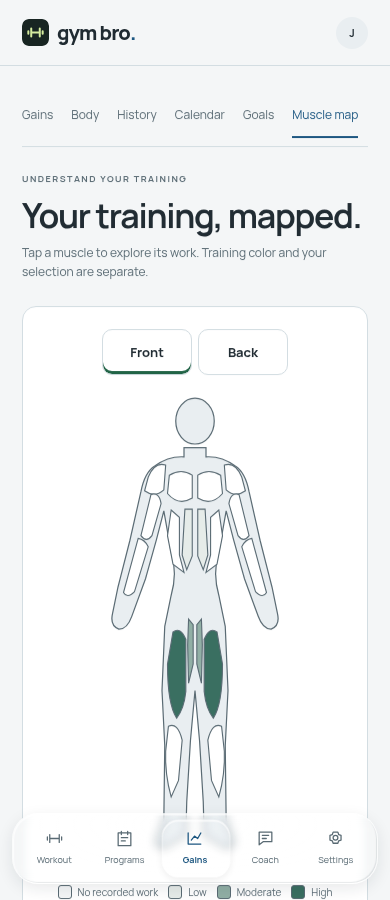 gym bro.
J
Gains Body History Calendar Goals Muscle map
UNDERSTAND YOUR TRAINING
Your training, mapped.
Tap a muscle to explore its work. Training color and your
selection are separate.
Front Back
Workout Programs Gains Coach Settings
No recorded work Low Moderate High